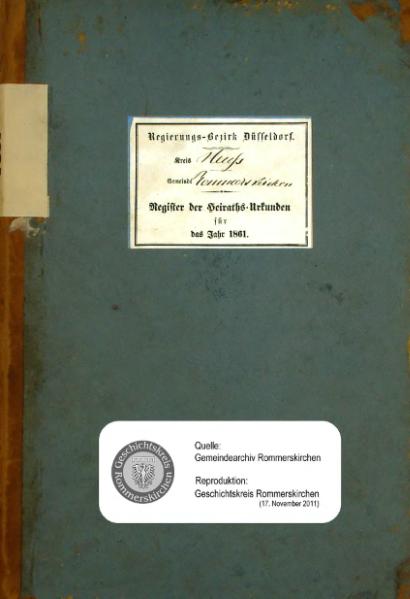 Regierungs-Bezirk Düsseldorf.
Kreis Neuß
Gemeinde Rommerskirchen
Register der Heiraths-Urkunden
für
das Jahr 1861.
Geschichtskreis
Rommerskirchen
Quelle:
Gemeindearchiv Rommerskirchen
Reproduktion:
Geschichtskreis Rommerskirchen
(17. November 2011)